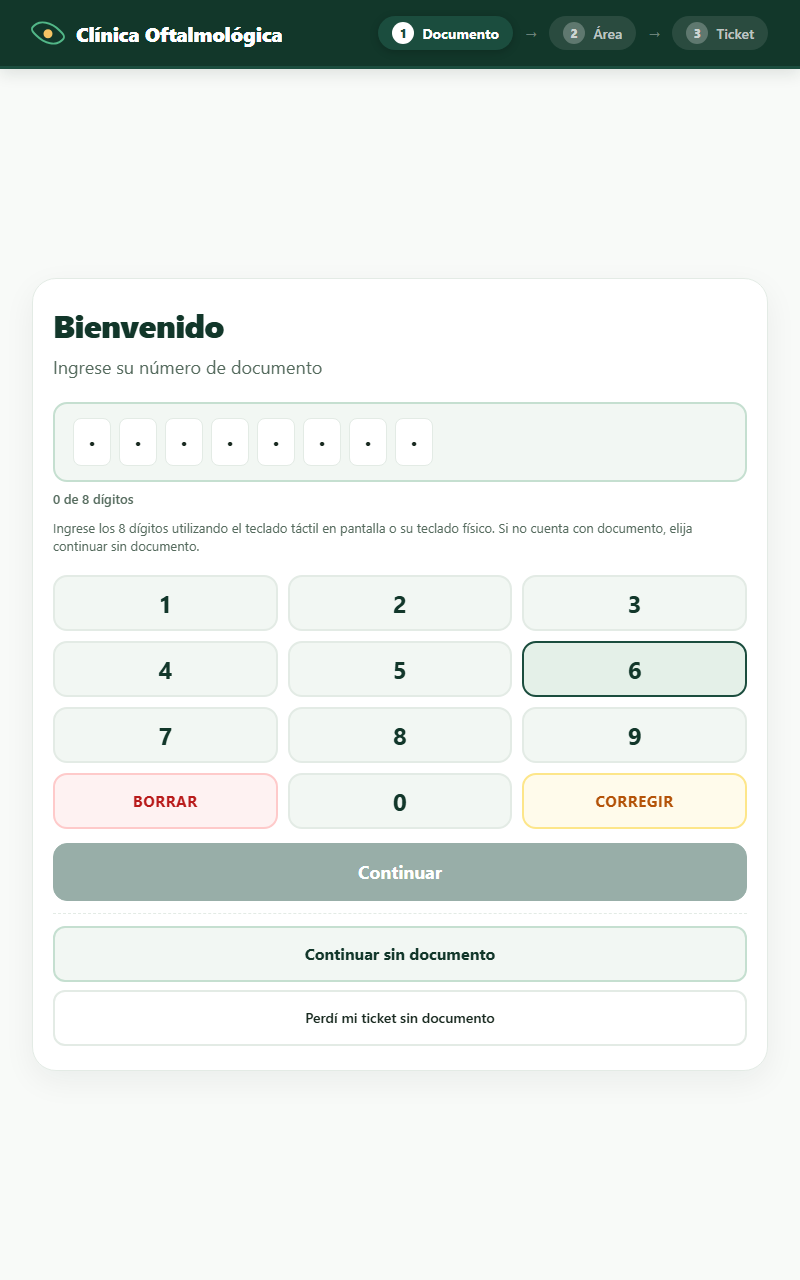 Clínica Oftalmológica
1 Documento → 2 Área → 3 Ticket
Bienvenido
Ingrese su número de documento
• • • • • • • •
0 de 8 dígitos
Ingrese los 8 dígitos utilizando el teclado táctil en pantalla o su teclado físico. Si no cuenta con documento, elija
continuar sin documento.
1 2 3
4 5 6
7 8 9
BORRAR 0 CORREGIR
Continuar
Continuar sin documento
Perdí mi ticket sin documento